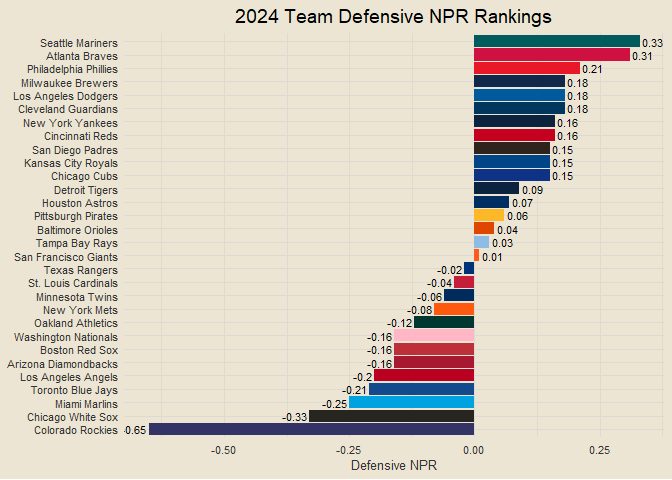 2024 Team Defensive NPR Rankings
Seattle Mariners 0.33
Atlanta Braves 0.31
Philadelphia Phillies 0.21
Milwaukee Brewers 0.18
Los Angeles Dodgers 0.18
Cleveland Guardians 0.18
New York Yankees 0.16
Cincinnati Reds 0.16
San Diego Padres 0.15
Kansas City Royals 0.15
Chicago Cubs 0.15
Detroit Tigers 0.09
Houston Astros 0.07
Pittsburgh Pirates 0.06
Baltimore Orioles 0.04
Tampa Bay Rays 0.03
San Francisco Giants 0.01
Texas Rangers -0.02
St. Louis Cardinals -0.04
Minnesota Twins -0.06
New York Mets -0.08
Oakland Athletics -0.12
Washington Nationals -0.16
Boston Red Sox -0.16
Arizona Diamondbacks -0.16
Los Angeles Angels -0.2
Toronto Blue Jays -0.21
Miami Marlins -0.25
Chicago White Sox -0.33
Colorado Rockies 0.65
-0.50 -0.25 0.00 0.25
Defensive NPR